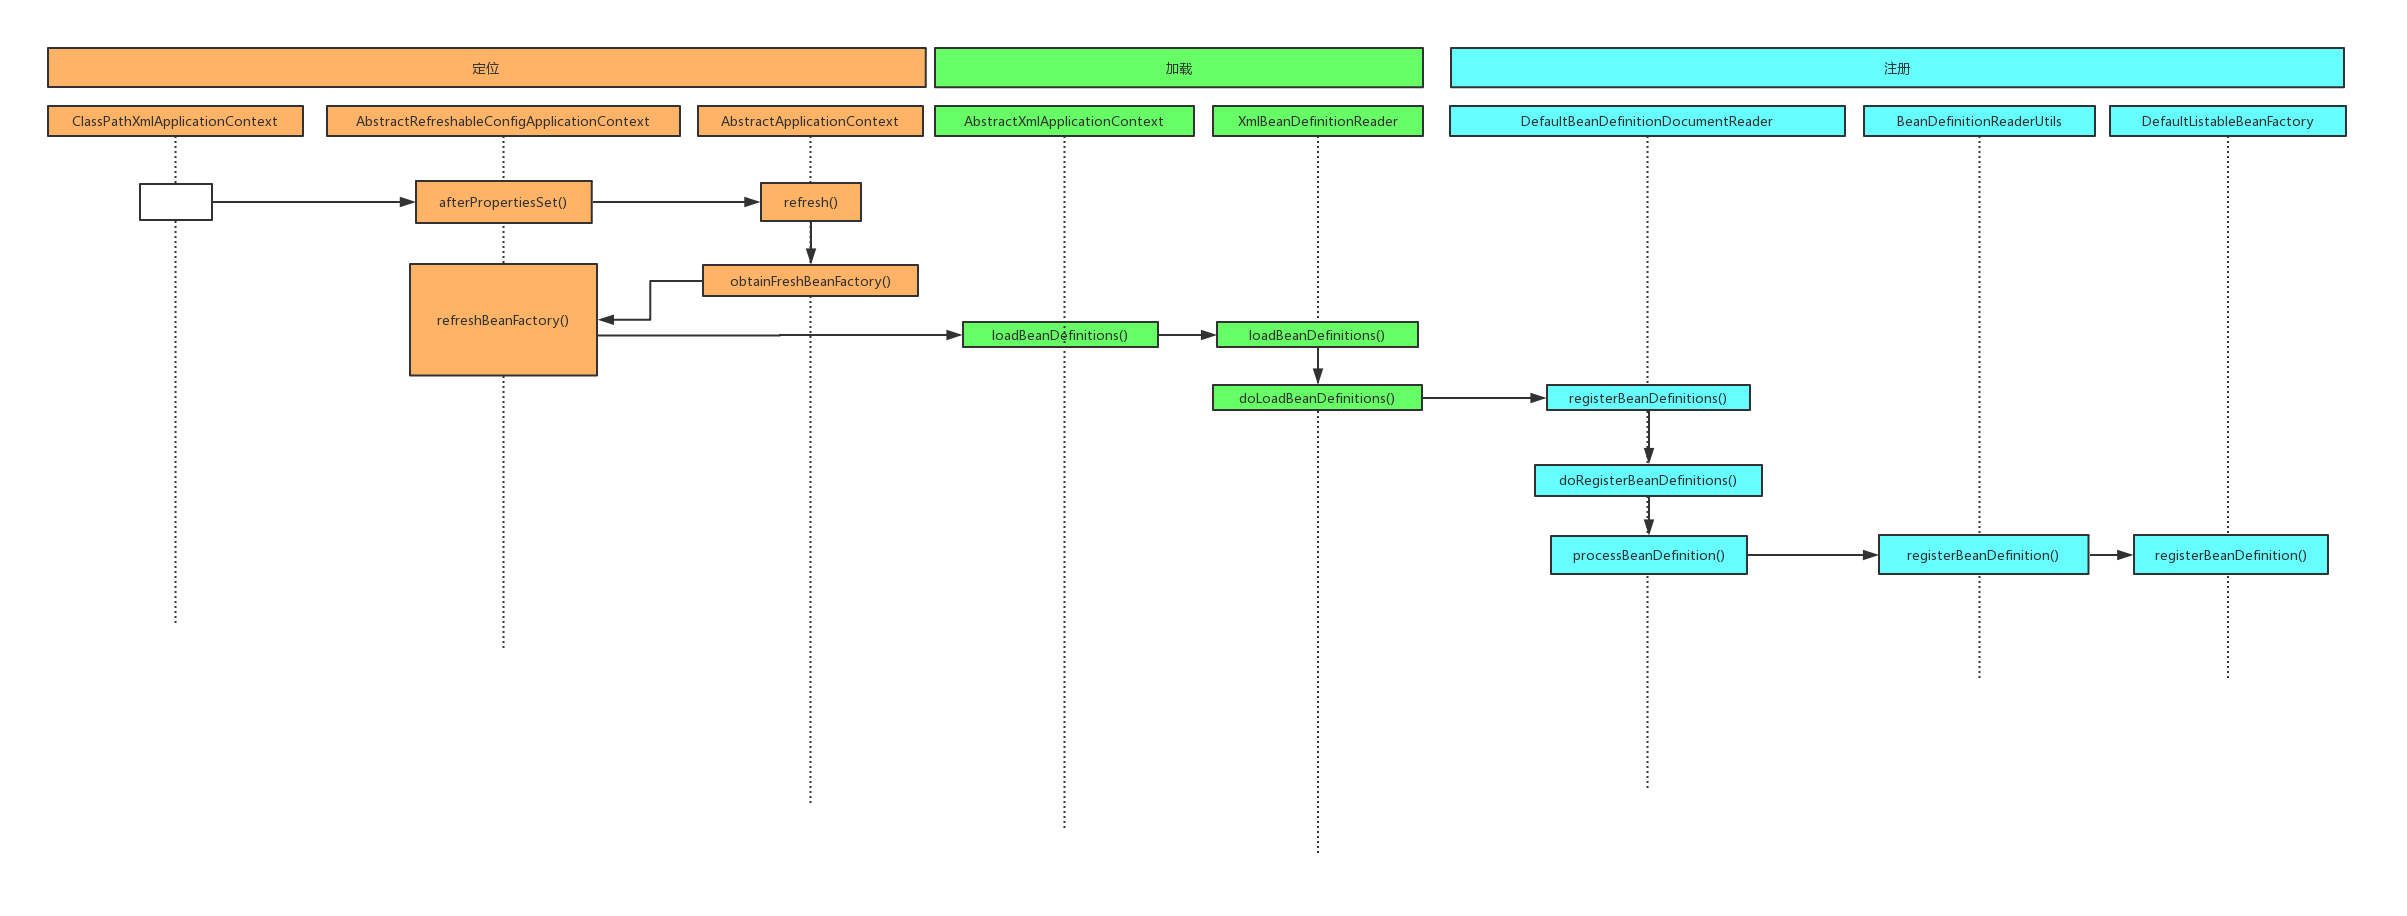 定位
加载
注册
ClassPathXmlApplicationContext
AbstractRefreshableConfigApplicationContext
AbstractApplicationContext
AbstractXmlApplicationContext
XmlBeanDefinitionReader
DefaultBeanDefinitionDocumentReader
BeanDefinitionReaderUtils
DefaultListableBeanFactory
afterPropertiesSet()
refresh()
obtainFreshBeanFactory()
refreshBeanFactory()
loadBeanDefinitions()
loadBeanDefinitions()
doLoadBeanDefinitions()
registerBeanDefinitions()
doRegisterBeanDefinitions()
processBeanDefinition()
registerBeanDefinition()
registerBeanDefinition()